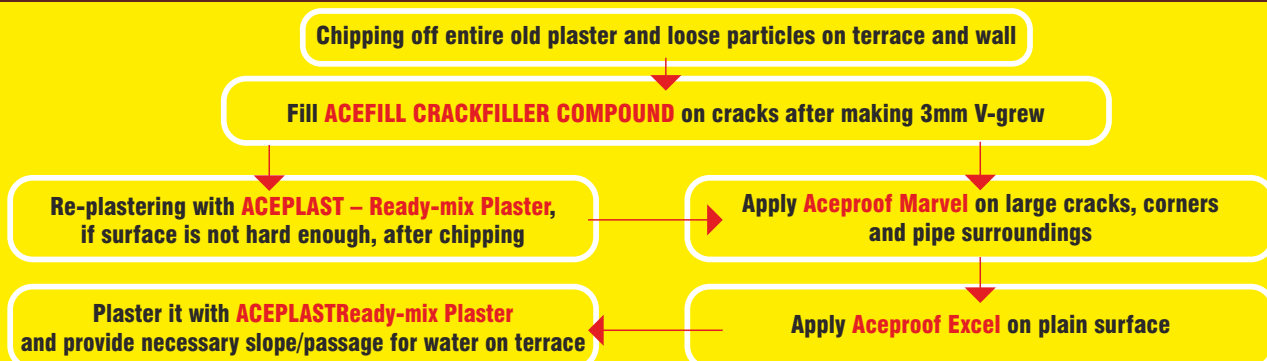 Chipping off entire old plaster and loose particles on terrace and wall
Fill ACEFILL CRACKFILLER COMPOUND on cracks after making 3mm V-grew
Re-plastering with ACEPLAST – Ready-mix Plaster,
if surface is not hard enough, after chipping
Apply Aceproof Marvel on large cracks, corners
and pipe surroundings
Plaster it with ACEPLASTReady-mix Plaster
and provide necessary slope/passage for water on terrace
Apply Aceproof Excel on plain surface